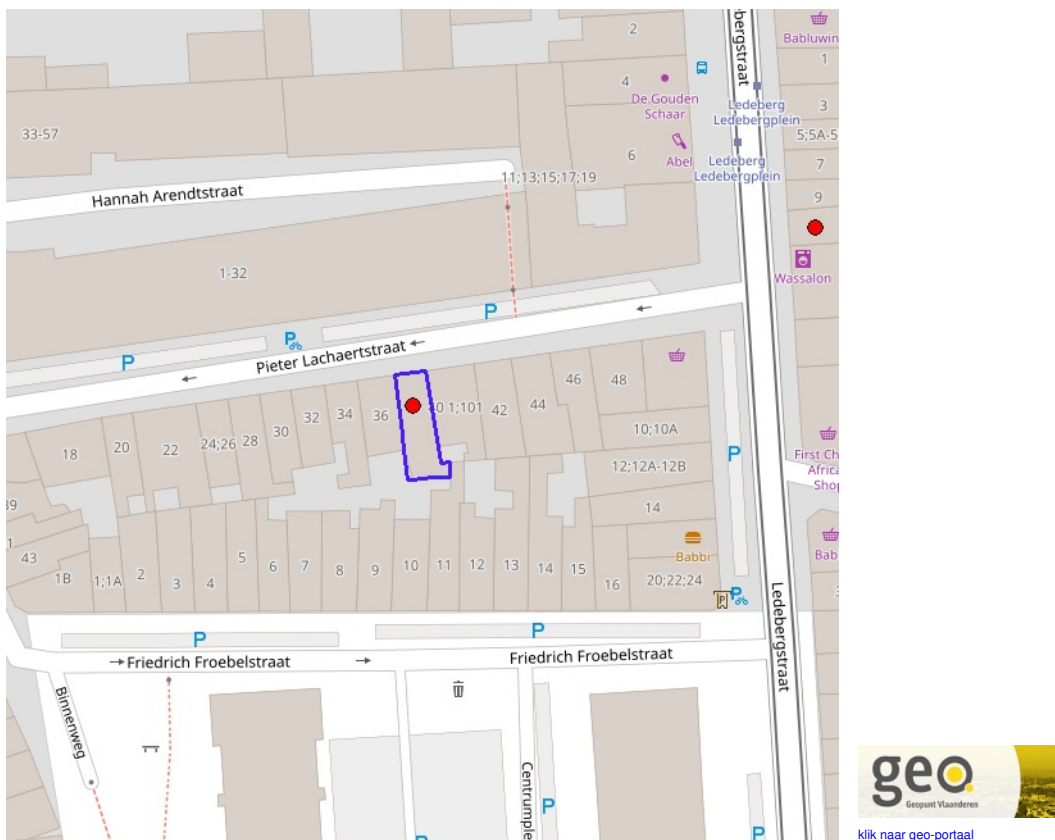 2
Babluwin
1
4
De Gouden
Schaar
Ledeberg
Ledebergplein
3
33-57
5;5A-5
6
Abel
Ledeberg
Ledebergplein
7
11;13;15;17;19
9
Hannah Arendtstraat
Wassalon
1-32
P
P
P
Pieter Lachaertstraat
46
48
18
20
22
24;26
28
30
32
34
36
40 1;101
42
44
10;10A
12;12A-12B
P
First Ch
Africa
Shop
14
43
1B
1;1A
2
3
4
5
6
7
8
9
10
11
12
13
14
15
16
Babbi
20;22;24
Bab
P
P
P
P
Friedrich Froebelstraat
Friedrich Froebelstraat
Ledebergstraat
Binnenweg
Centrumple
P
P
P
geo
Geopunt Vlaanderen
klik naar geo-portaal